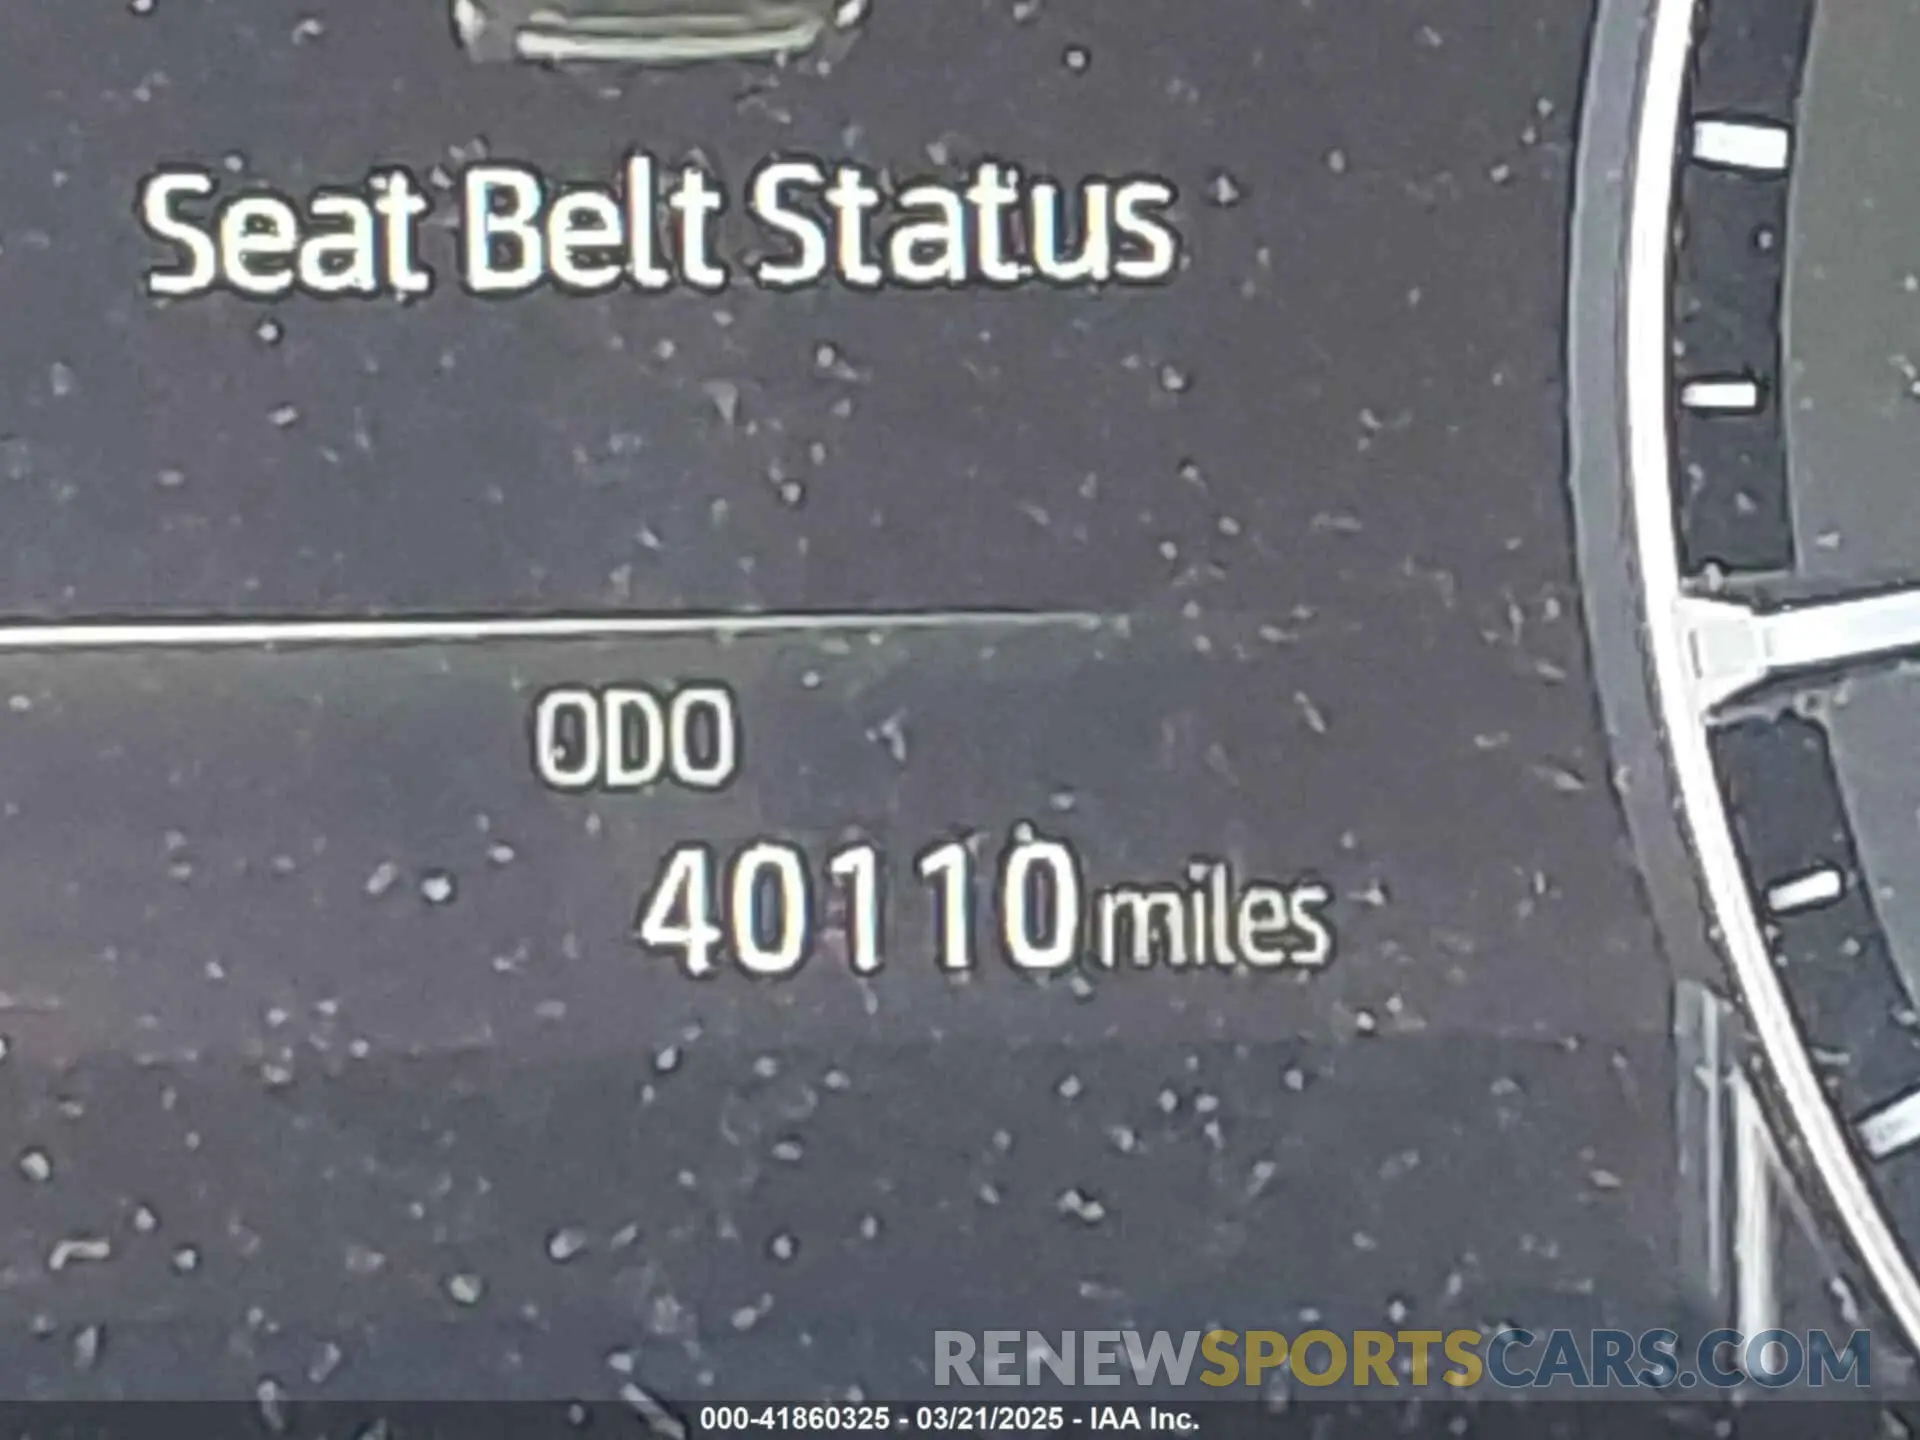 Seat Belt Status
ODO
40110 miles
RENEWSPORTSCARS.COM
000-41860325 - 03/21/2025 - IAA Inc.